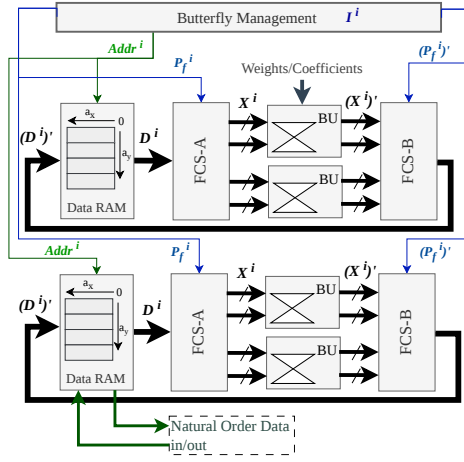 Butterfly Management I^i
Addr^i
P_f^i
Weights/Coefficients
(P_f^i)'
a_x 0
a_y
Data RAM
(D^i)'
D^i
FCS-A
X^i
BU
BU
(X^i)'
FCS-B
Addr^i
P_f^i
(P_f^i)'
a_x 0
a_y
Data RAM
(D^i)'
D^i
FCS-A
X^i
BU
BU
(X^i)'
FCS-B
Natural Order Data
in/out